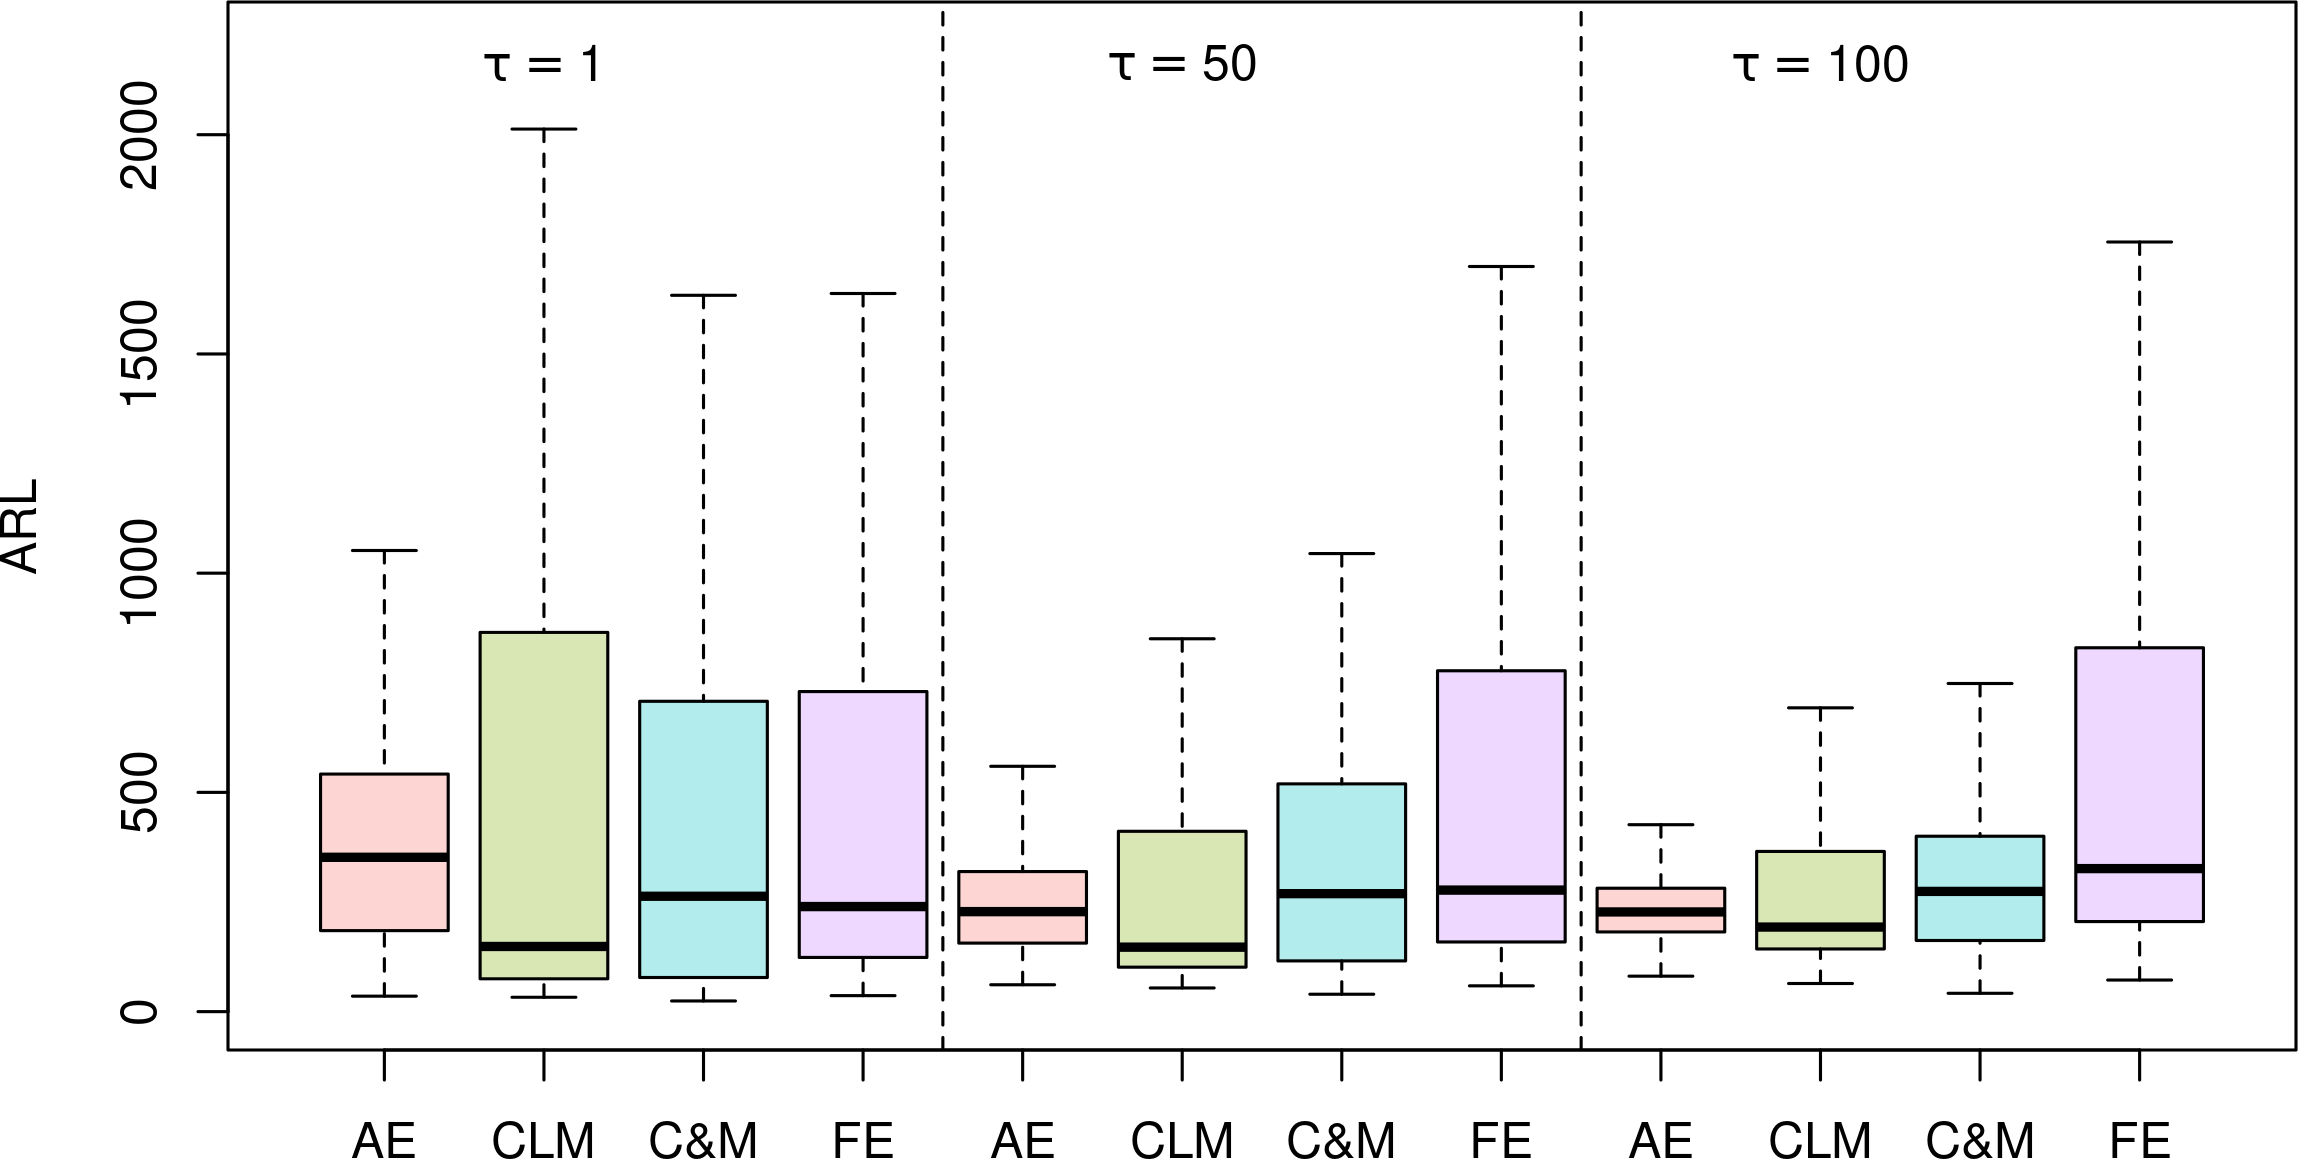 τ = 1
τ = 50
τ = 100
2000
1500
1000
500
0
ARL
AE CLM C&M FE AE CLM C&M FE AE CLM C&M FE